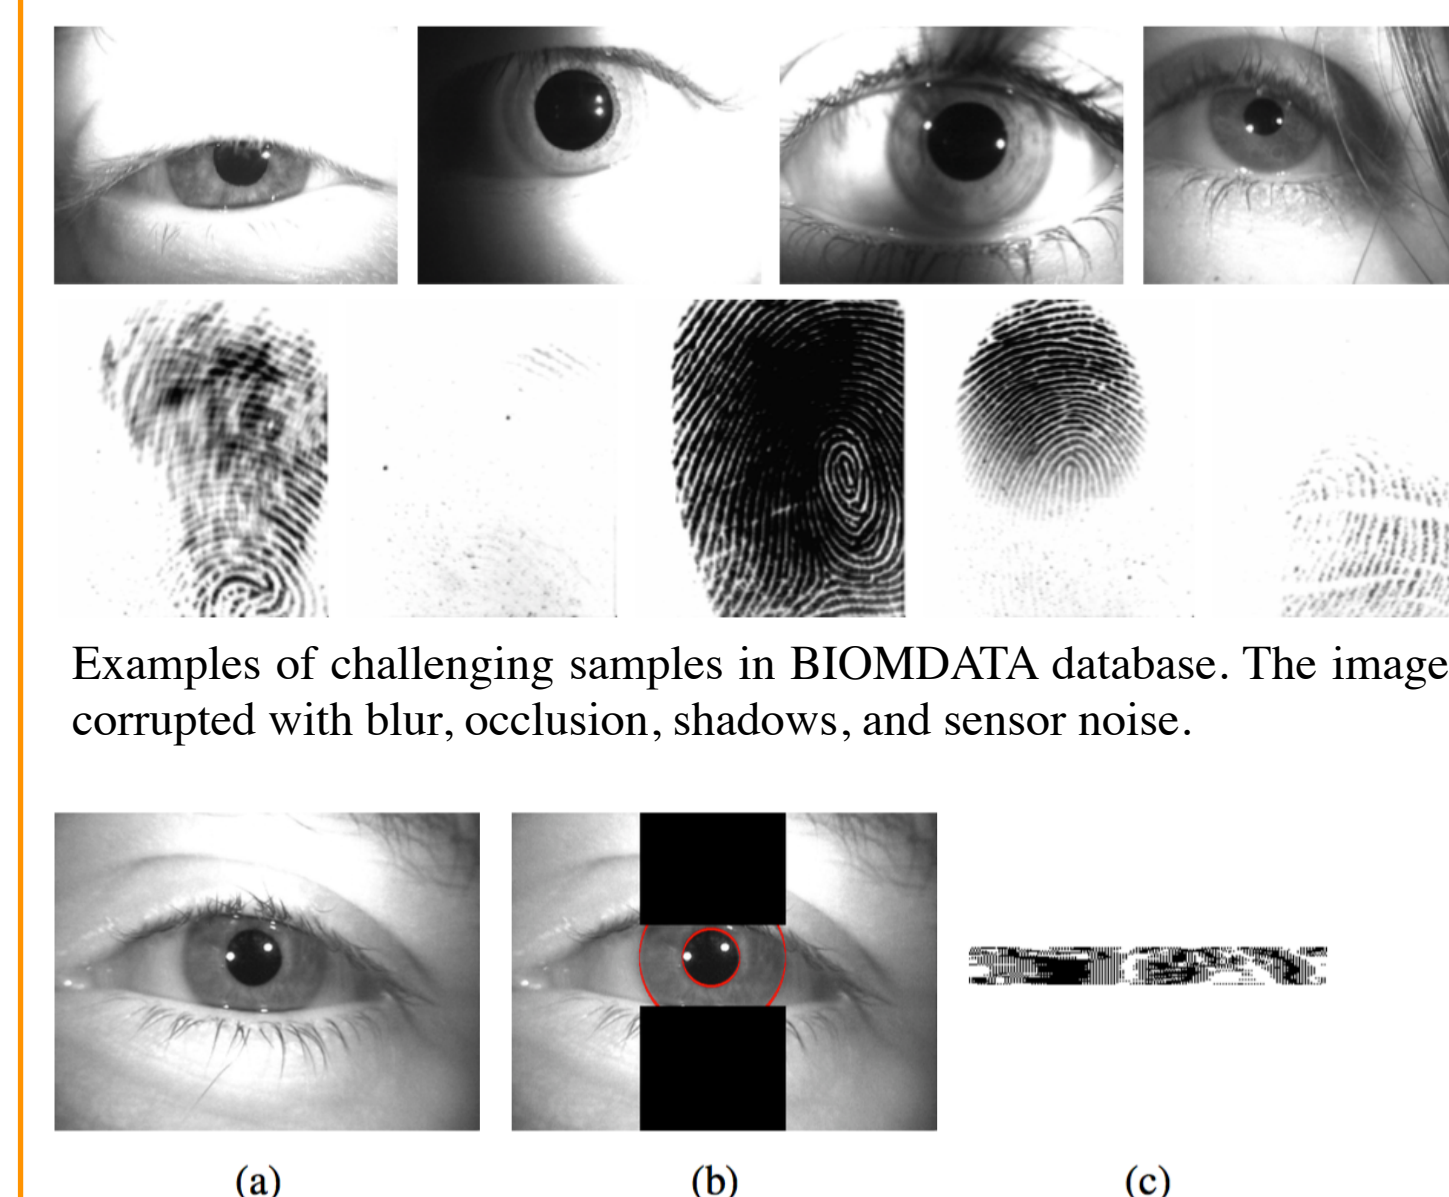 Examples of challenging samples in BIOMDATA database. The image
corrupted with blur, occlusion, shadows, and sensor noise.
(a) (b) (c)